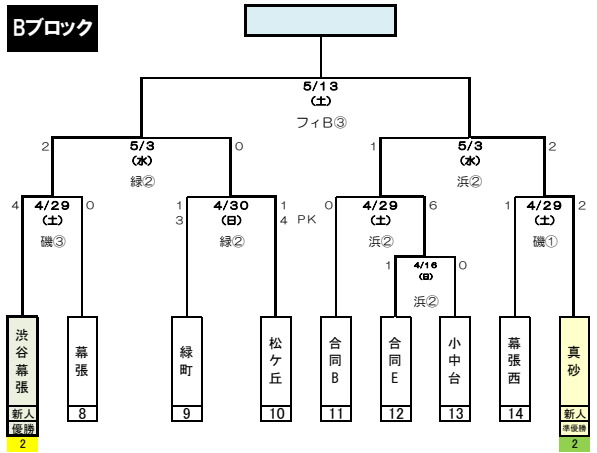 Bブロック
5/13
(土)
フィB③
2 5/3 0
(水)
緑②
1 5/3 2
(水)
浜②
4 4/29 0
(土)
磯③
1 4/30 1
3 (日) 4 PK
緑②
0 4/29 6
(土)
浜②
1 4/29 2
(土)
磯①
1 4/16 0
(日)
浜②
渋谷幕張
新人
優勝
2
幕張
8
緑町
9
松ケ丘
10
合同B
11
合同E
12
小中台
13
幕張西
14
真砂
新人
準優勝
2